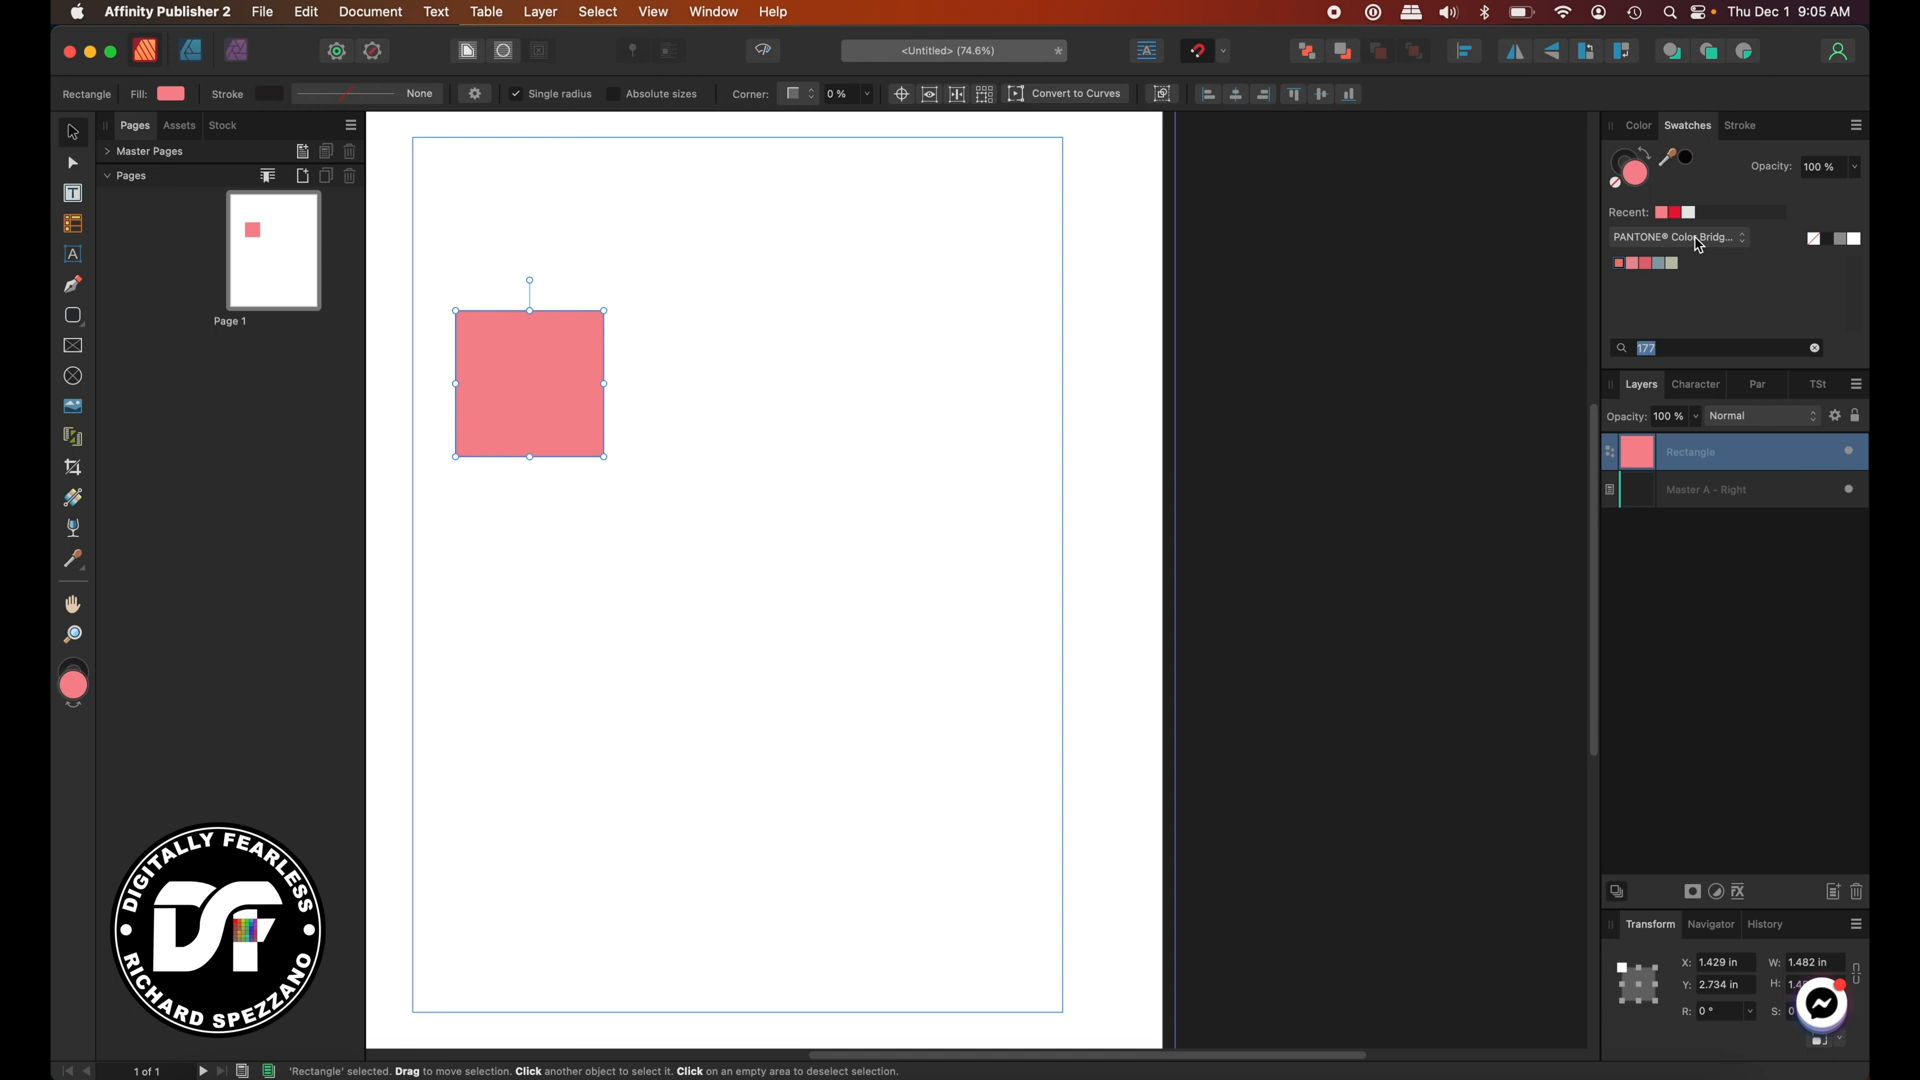 Affinity Publisher 2 File Edit Document Text Table Layer Select View Window Help Thu Dec 1 9:05 AM
<Untitled> (74.6%) *
Rectangle Fill: Stroke None Single radius Absolute sizes Corner: 0 % Convert to Curves
Pages Assets Stock
Master Pages
Pages
Page 1
Color Swatches Stroke
Opacity: 100 %
Recent:
PANTONE® Color Bridg...
177
Layers Character Par TSt
Opacity: 100 % Normal
Rectangle
Master A - Right
Transform Navigator History
X: 1.429 in W: 1.482 in
Y: 2.734 in H:
R: 0 ° S:
DIGITALLY FEARLESS
DSF
RICHARD SPEZZANO
1 of 1 'Rectangle' selected. Drag to move selection. Click another object to select it. Click on an empty area to deselect selection.